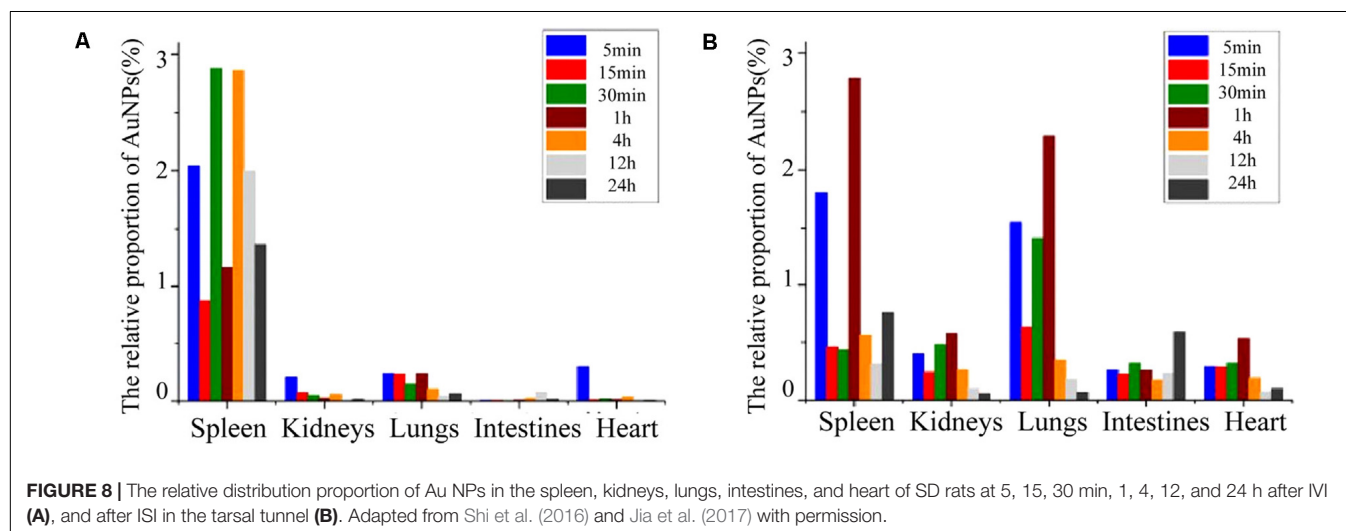 A
The relative proportion of AuNPs(%)
3
2
1
0
5min
15min
30min
1h
4h
12h
24h
Spleen Kidneys Lungs Intestines Heart
B
The relative proportion of AuNPs(%)
3
2
1
0
5min
15min
30min
1h
4h
12h
24h
Spleen Kidneys Lungs Intestines Heart
FIGURE 8 | The relative distribution proportion of Au NPs in the spleen, kidneys, lungs, intestines, and heart of SD rats at 5, 15, 30 min, 1, 4, 12, and 24 h after IVI
(A), and after ISI in the tarsal tunnel (B). Adapted from Shi et al. (2016) and Jia et al. (2017) with permission.